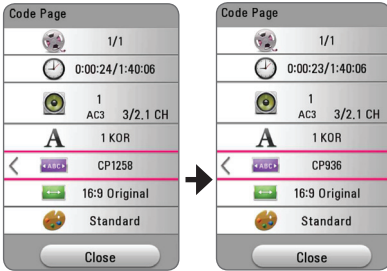 Code Page
1/1
0:00:24/1:40:06
1
AC3 3/2.1 CH
A
1 KOR
ABC
CP1258
16:9 Original
Standard
Close
Code Page
1/1
0:00:23/1:40:06
1
AC3 3/2.1 CH
A
1 KOR
ABC
CP936
16:9 Original
Standard
Close